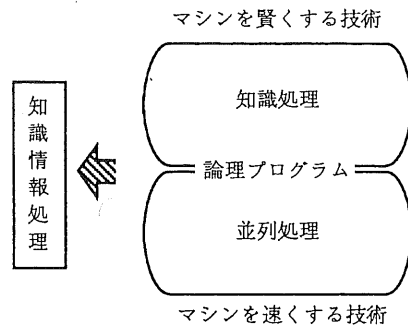 マシンを賢くする技術
知識処理
知識情報処理
論理プログラム
並列処理
マシンを速くする技術